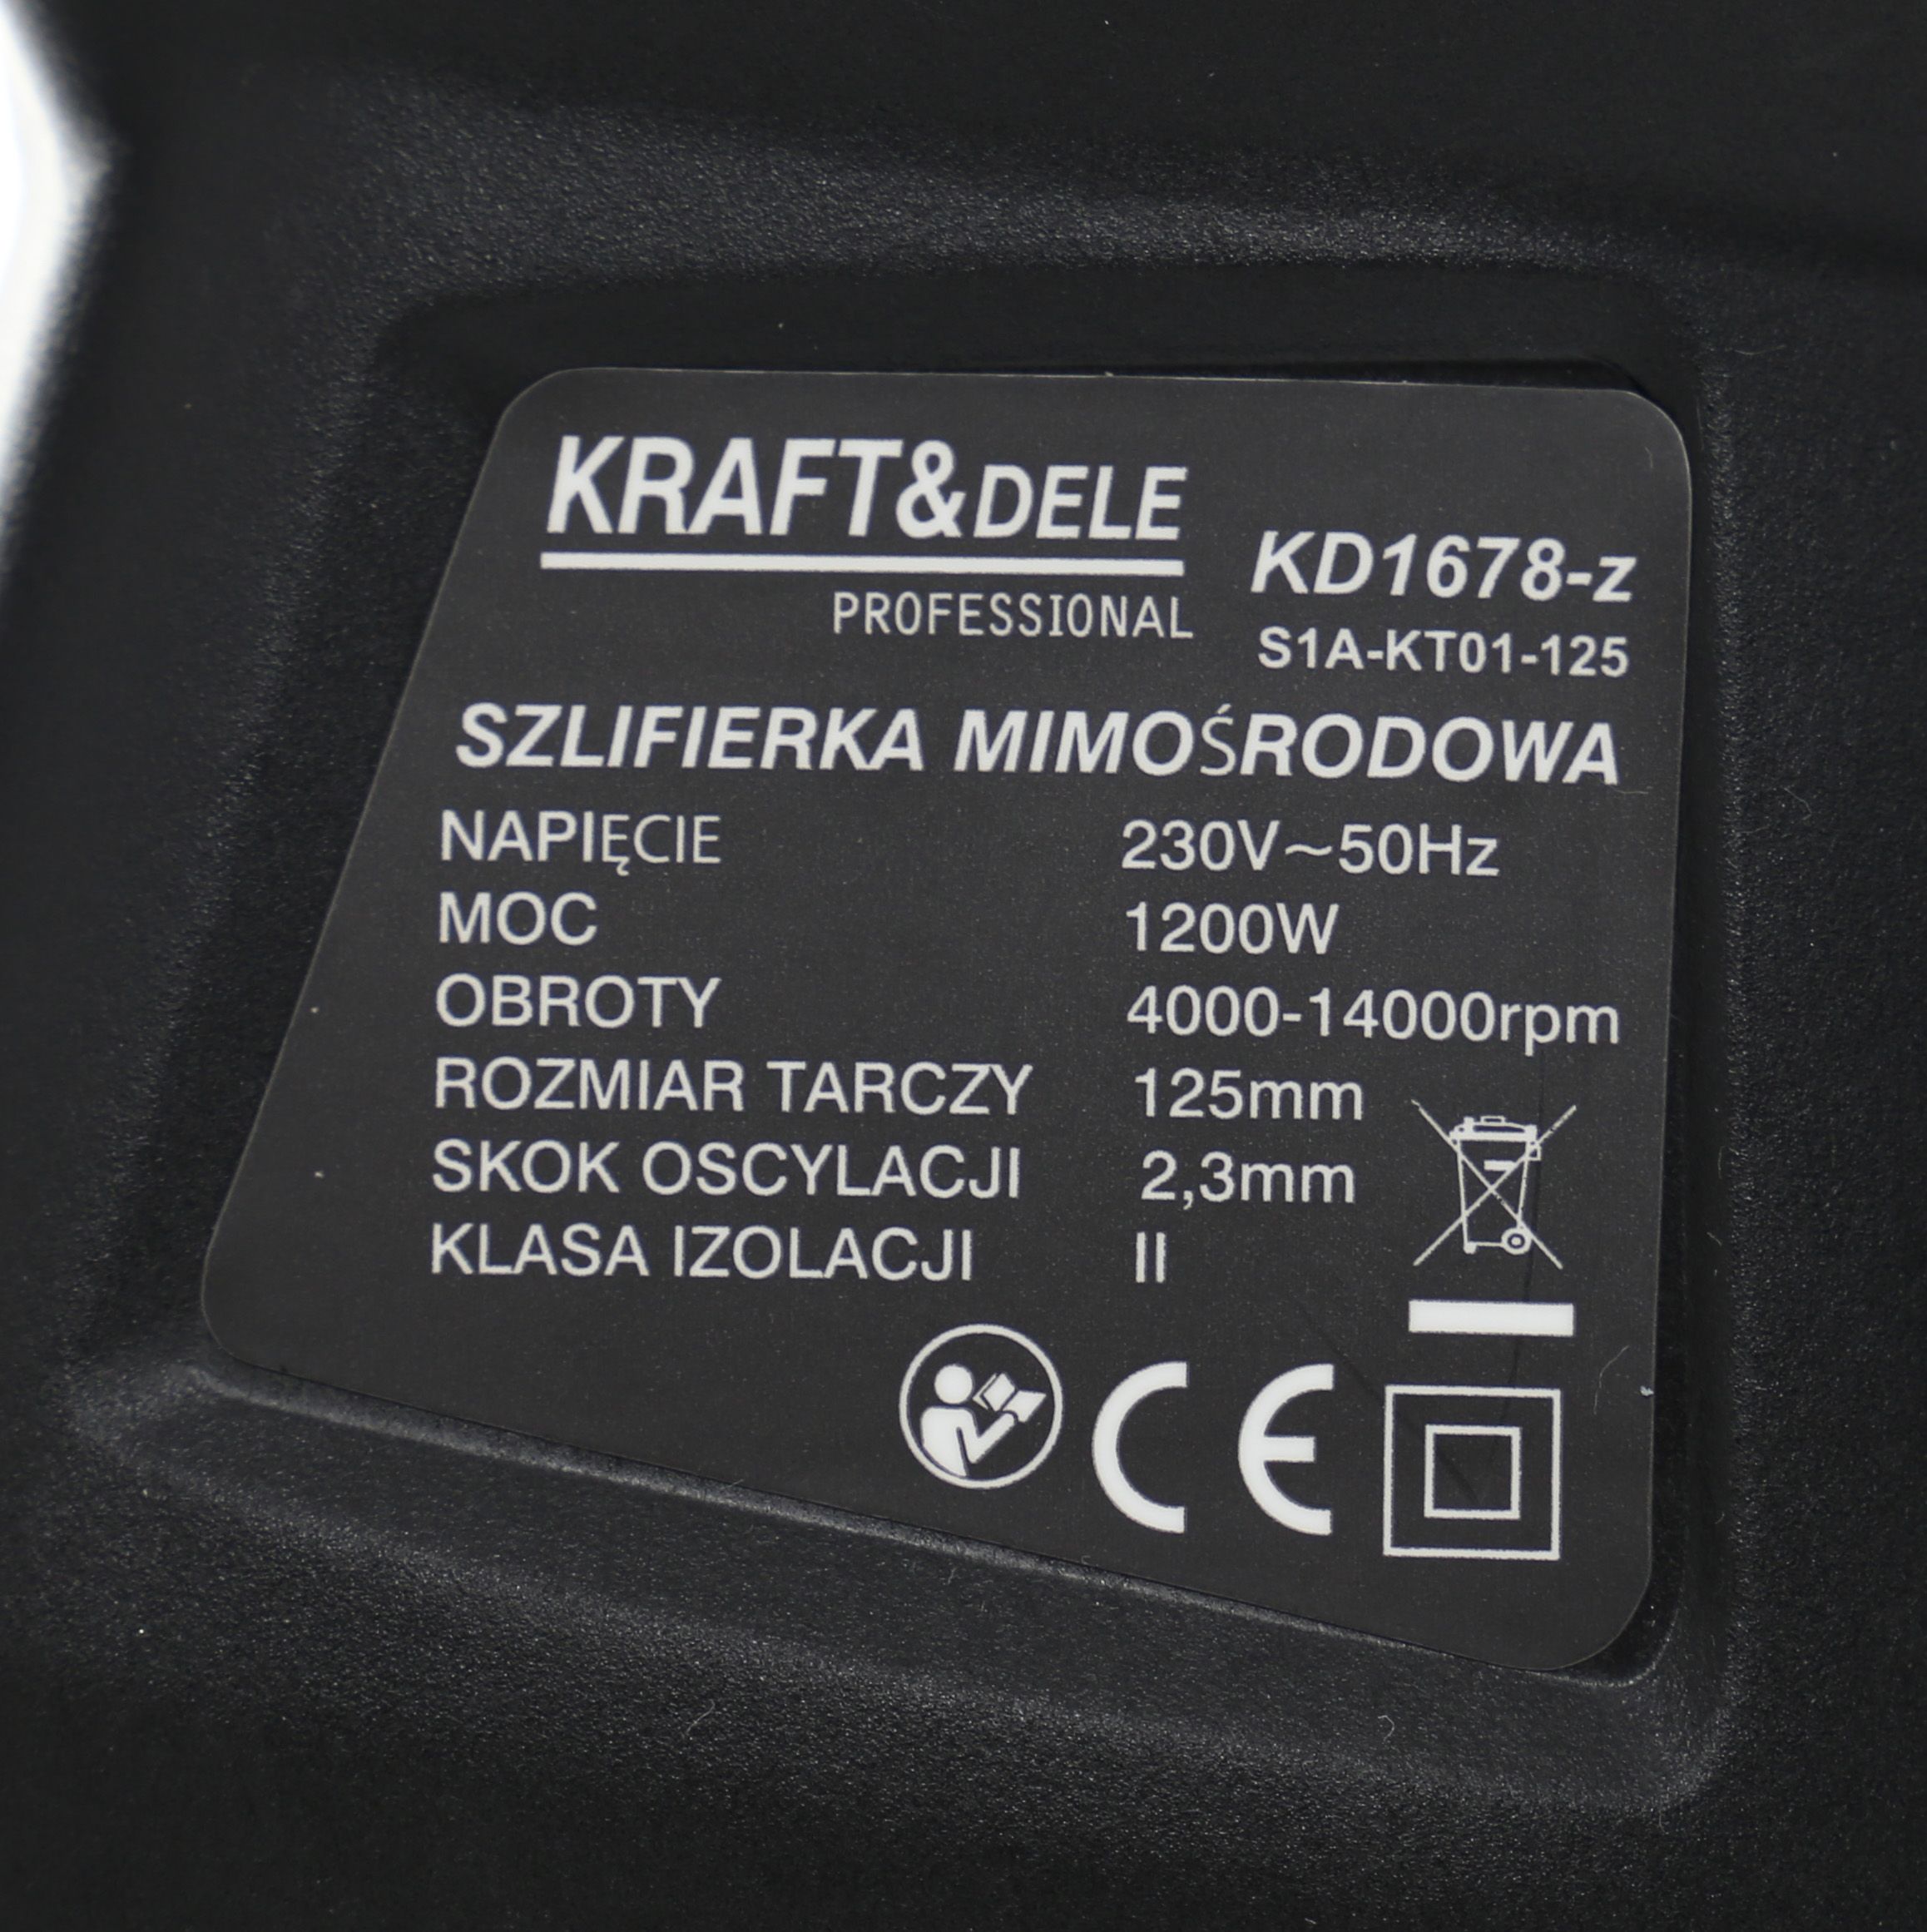 KRAFT&DELE
PROFESSIONAL
KD1678-z
S1A-KT01-125
SZLIFIERKA MIMOŚRODOWA
NAPIĘCIE 230V~50Hz
MOC 1200W
OBROTY 4000-14000rpm
ROZMIAR TARCZY 125mm
SKOK OSCYLACJI 2,3mm
KLASA IZOLACJI II
CE